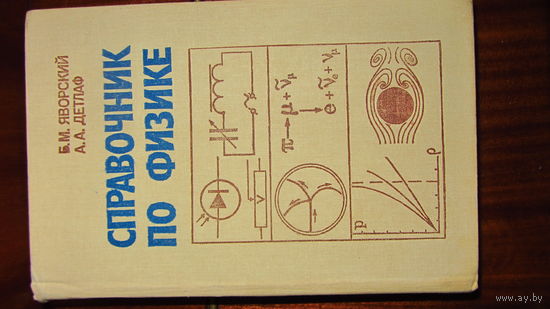 Б.М. ЯВОРСКИЙ
А.А. ДЕТЛАФ
СПРАВОЧНИК
ПО ФИЗИКЕ
π → μ + ν̃μ
e + ν̃e + νμ
V
p
ρ
www.ay.by